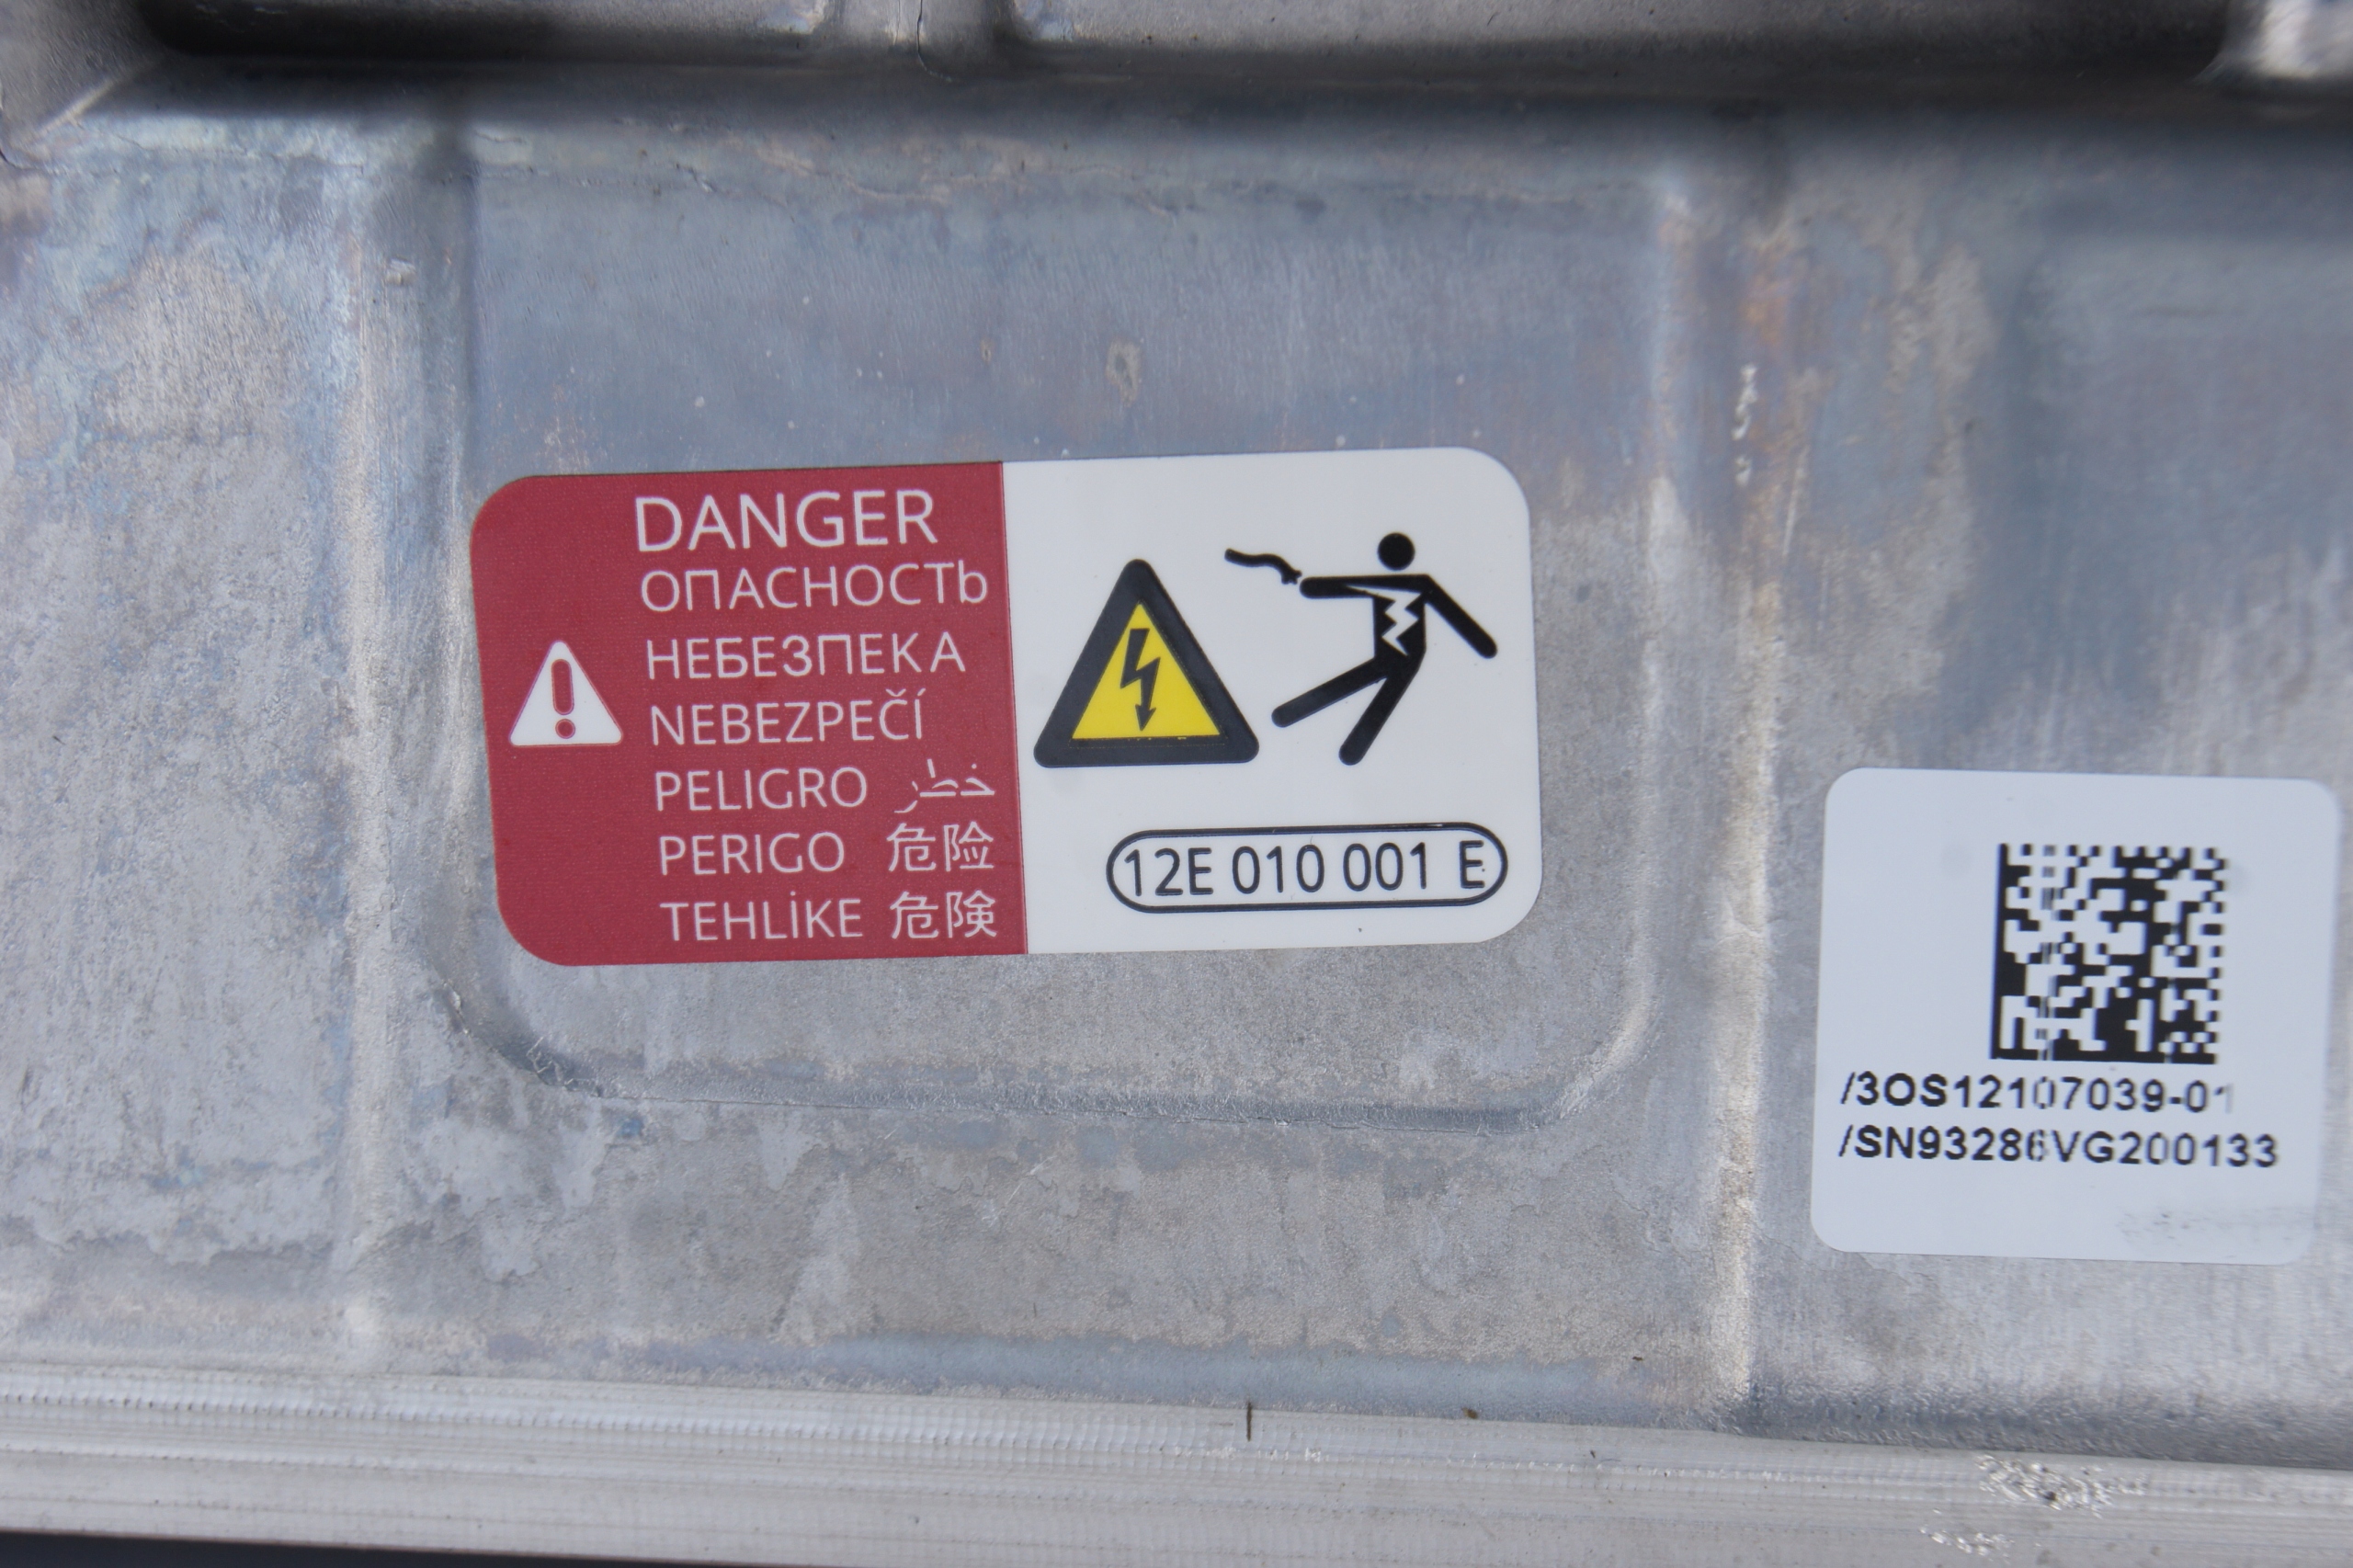 DANGER
ОПАСНОСТЬ
НЕБЕЗПЕКА
NEBEZPEČÍ
PELIGRO خطر
PERIGO 危险
TEHLİKE 危険
12E 010 001 E
/3OS12107039-01
/SN93286VG200133